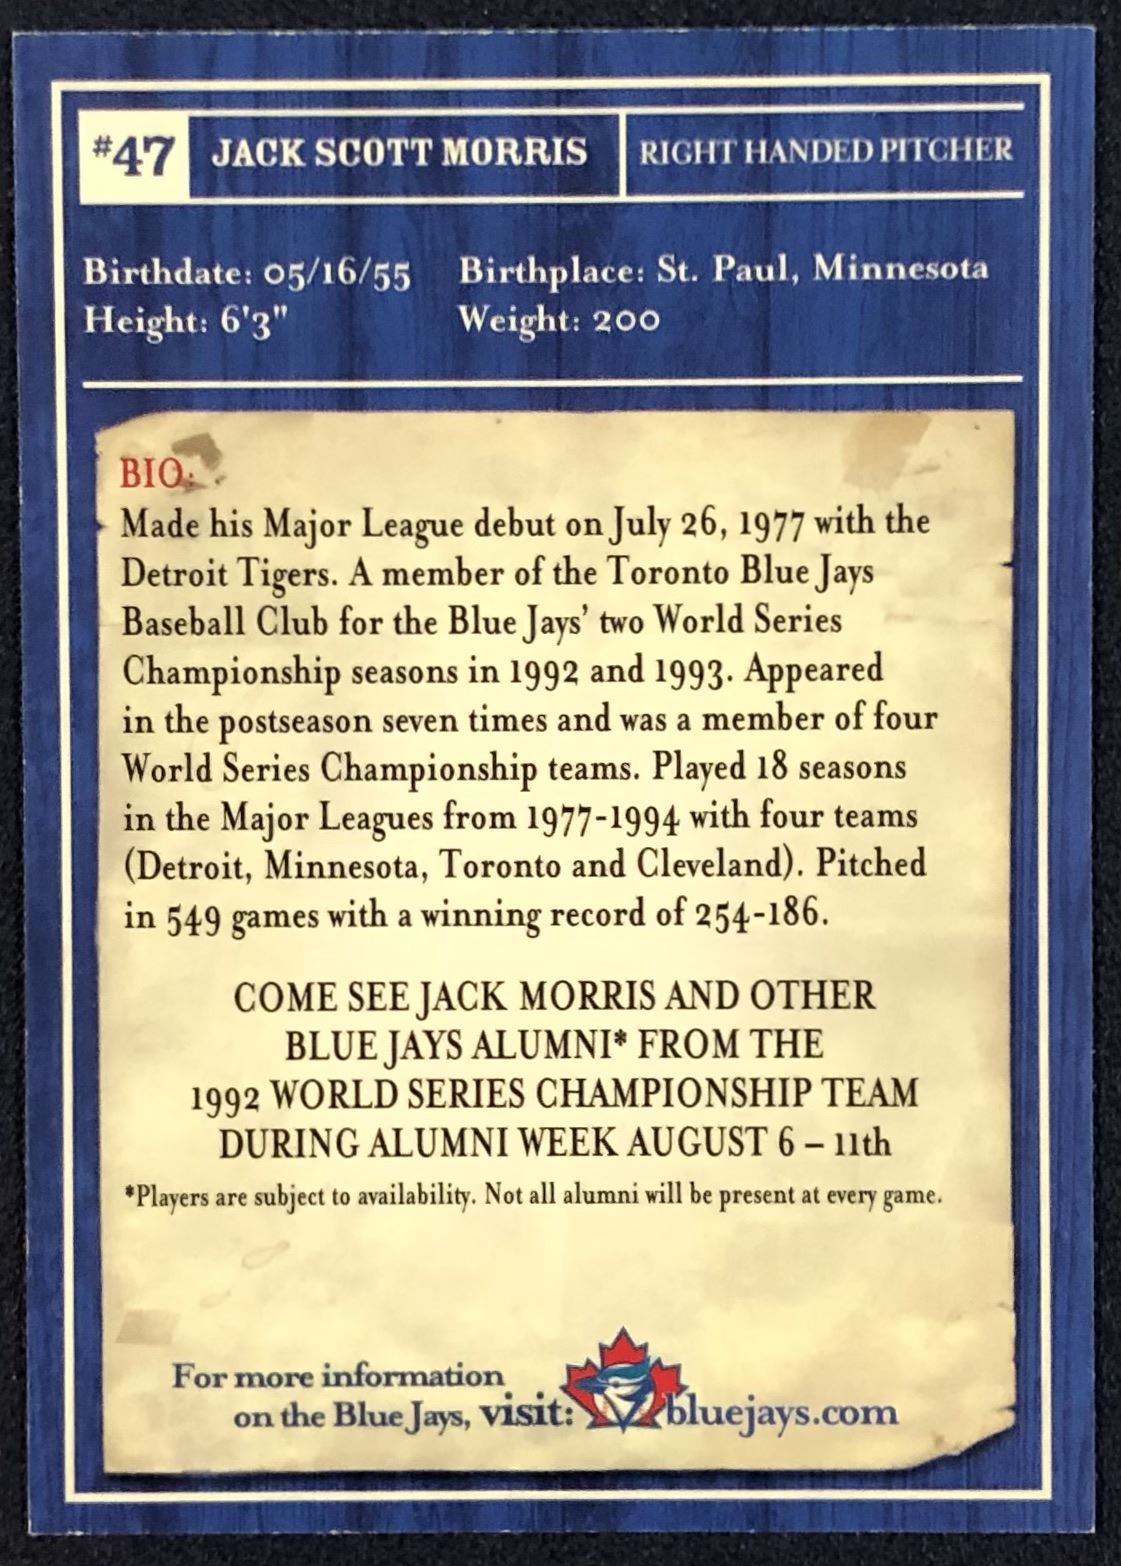 #47 JACK SCOTT MORRIS RIGHT HANDED PITCHER
Birthdate: 05/16/55 Birthplace: St. Paul, Minnesota
Height: 6'3" Weight: 200
BIO:
Made his Major League debut on July 26, 1977 with the
Detroit Tigers. A member of the Toronto Blue Jays
Baseball Club for the Blue Jays' two World Series
Championship seasons in 1992 and 1993. Appeared
in the postseason seven times and was a member of four
World Series Championship teams. Played 18 seasons
in the Major Leagues from 1977-1994 with four teams
(Detroit, Minnesota, Toronto and Cleveland). Pitched
in 549 games with a winning record of 254-186.
COME SEE JACK MORRIS AND OTHER
BLUE JAYS ALUMNI* FROM THE
1992 WORLD SERIES CHAMPIONSHIP TEAM
DURING ALUMNI WEEK AUGUST 6 – 11th
*Players are subject to availability. Not all alumni will be present at every game.
For more information
on the Blue Jays, visit: bluejays.com